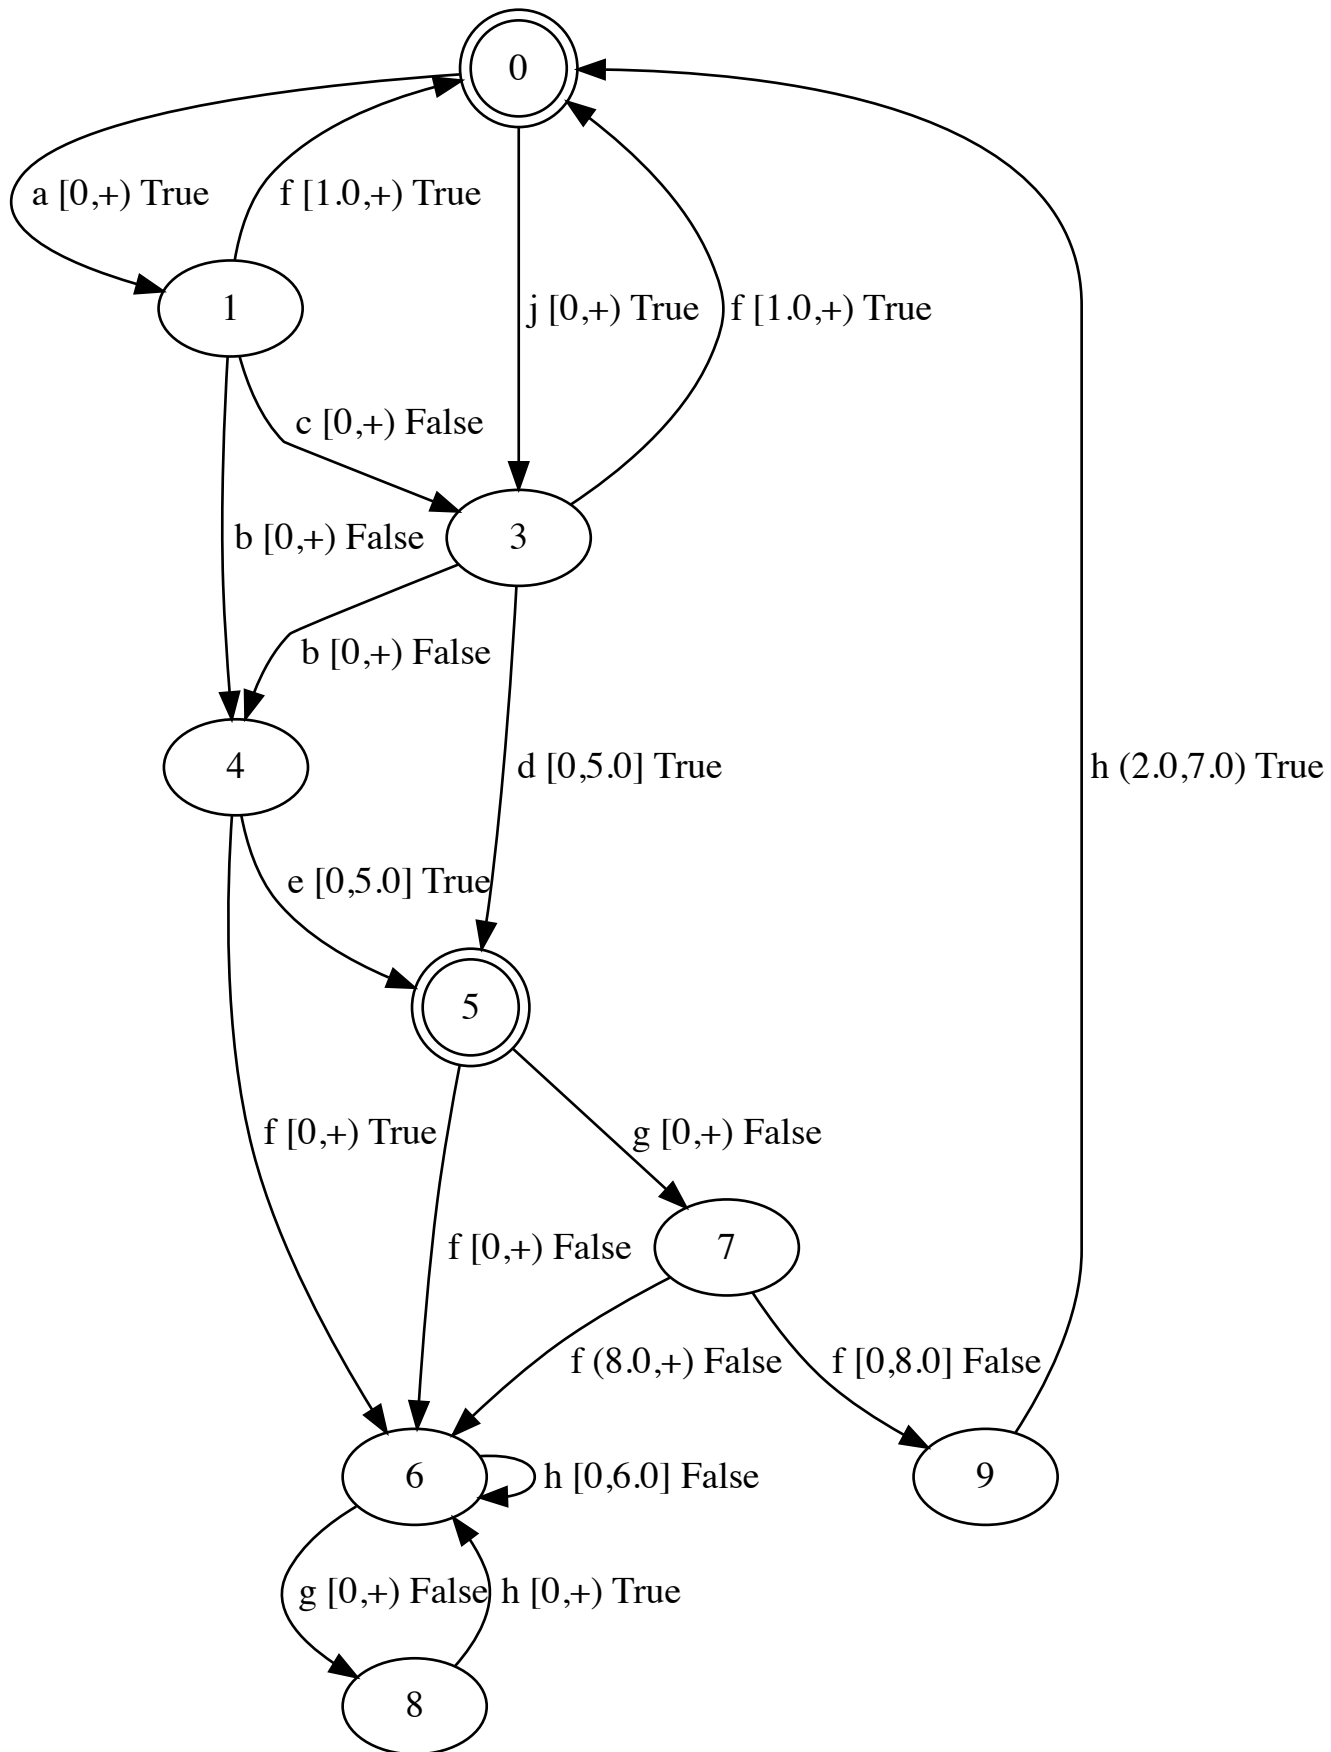 0
a [0,+) True
f [1.0,+) True
1
j [0,+) True
f [1.0,+) True
c [0,+) False
b [0,+) False
3
b [0,+) False
4
d [0,5.0] True
h (2.0,7.0) True
e [0,5.0] True
5
f [0,+) True
g [0,+) False
f [0,+) False
7
f (8.0,+) False
f [0,8.0] False
6
h [0,6.0] False
9
g [0,+) False
h [0,+) True
8